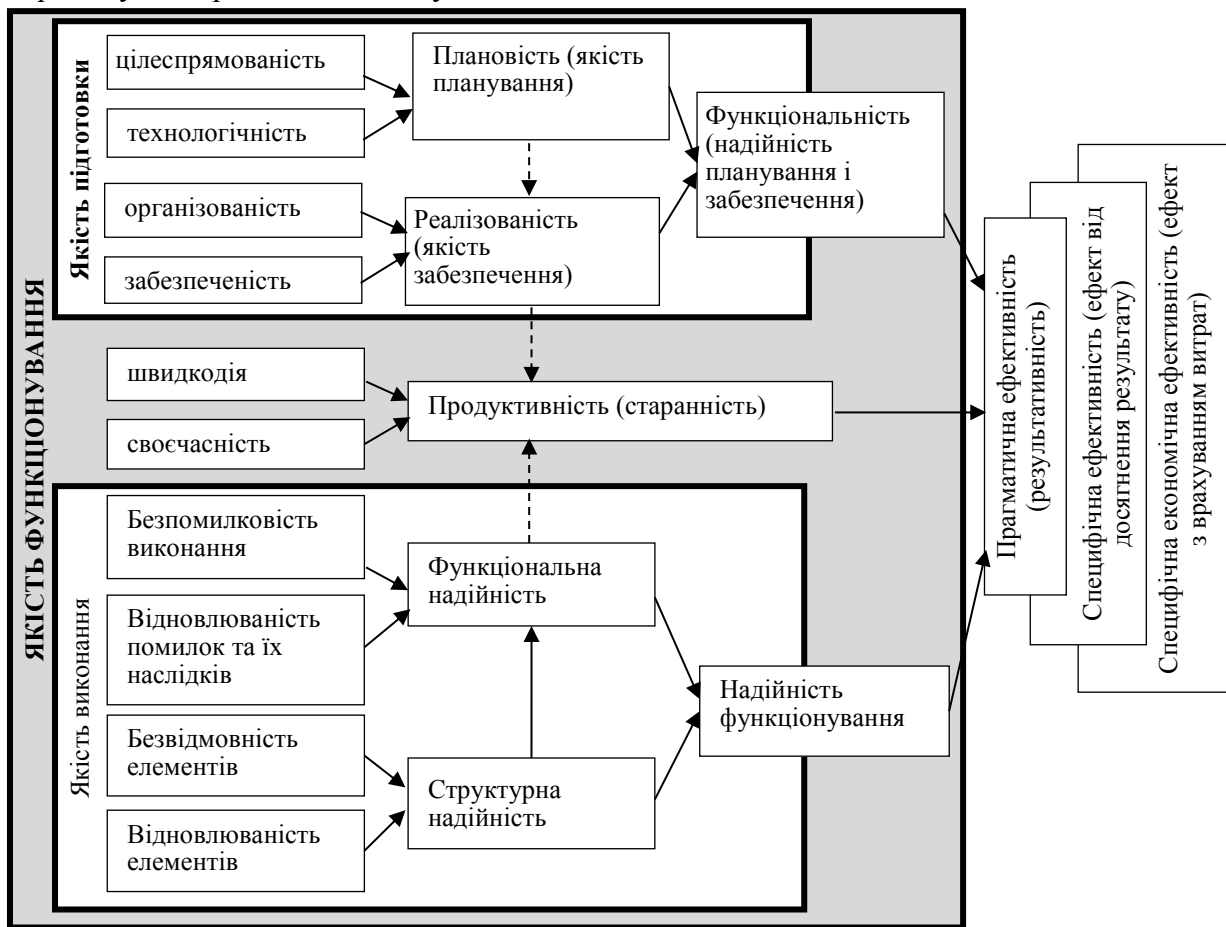 ЯКІСТЬ ФУНКЦІОНУВАННЯ
Якість підготовки
цілеспрямованість
технологічність
організованість
забезпеченість
Плановість (якість
планування)
Реалізованість
(якість
забезпечення)
Функціональність
(надійність
планування і
забезпечення)
швидкодія
своєчасність
Продуктивність (старанність)
Якість виконання
Безпомилковість
виконання
Відновлюваність
помилок та їх
наслідків
Безвідмовність
елементів
Відновлюваність
елементів
Функціональна
надійність
Структурна
надійність
Надійність
функціонування
Прагматична ефективність
(результативність)
Специфічна ефективність (ефект від
досягнення результату)
Специфічна економічна ефективність (ефект
з врахуванням витрат)